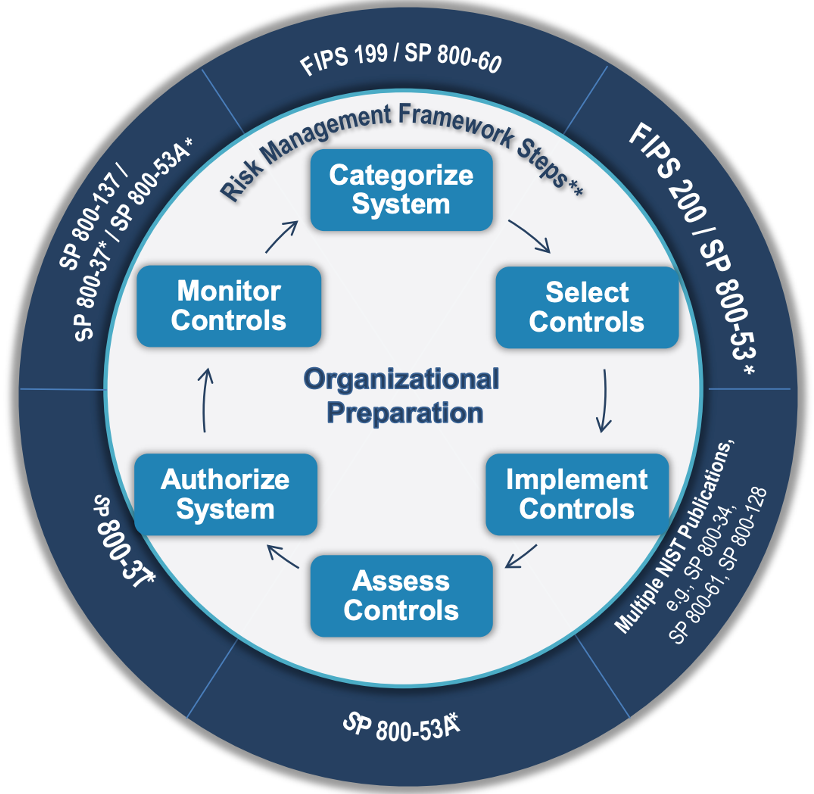 FIPS 199 / SP 800-60
Risk Management Framework Steps**
Categorize
System
FIPS 200 / SP 800-53*
Select
Controls
Multiple NIST Publications,
e.g., SP 800-34,
SP 800-61, SP 800-128
Implement
Controls
SP 800-53A*
Assess
Controls
SP 800-37*
Authorize
System
SP 800-137 /
SP 800-37* / SP 800-53A*
Monitor
Controls
Organizational
Preparation